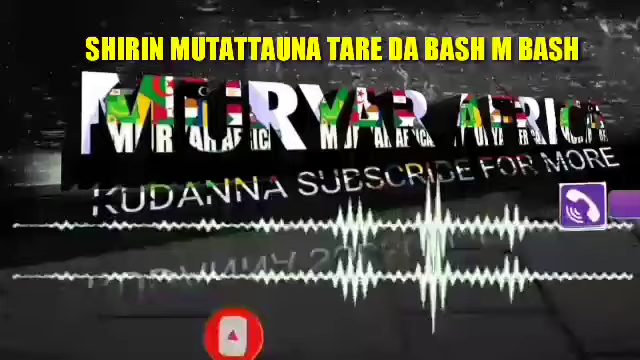 SHIRIN MUTATTAUNA TARE DA BASH M BASH
MURYAR AFRICA
KUDANNA SUBSCRIBE FOR MORE